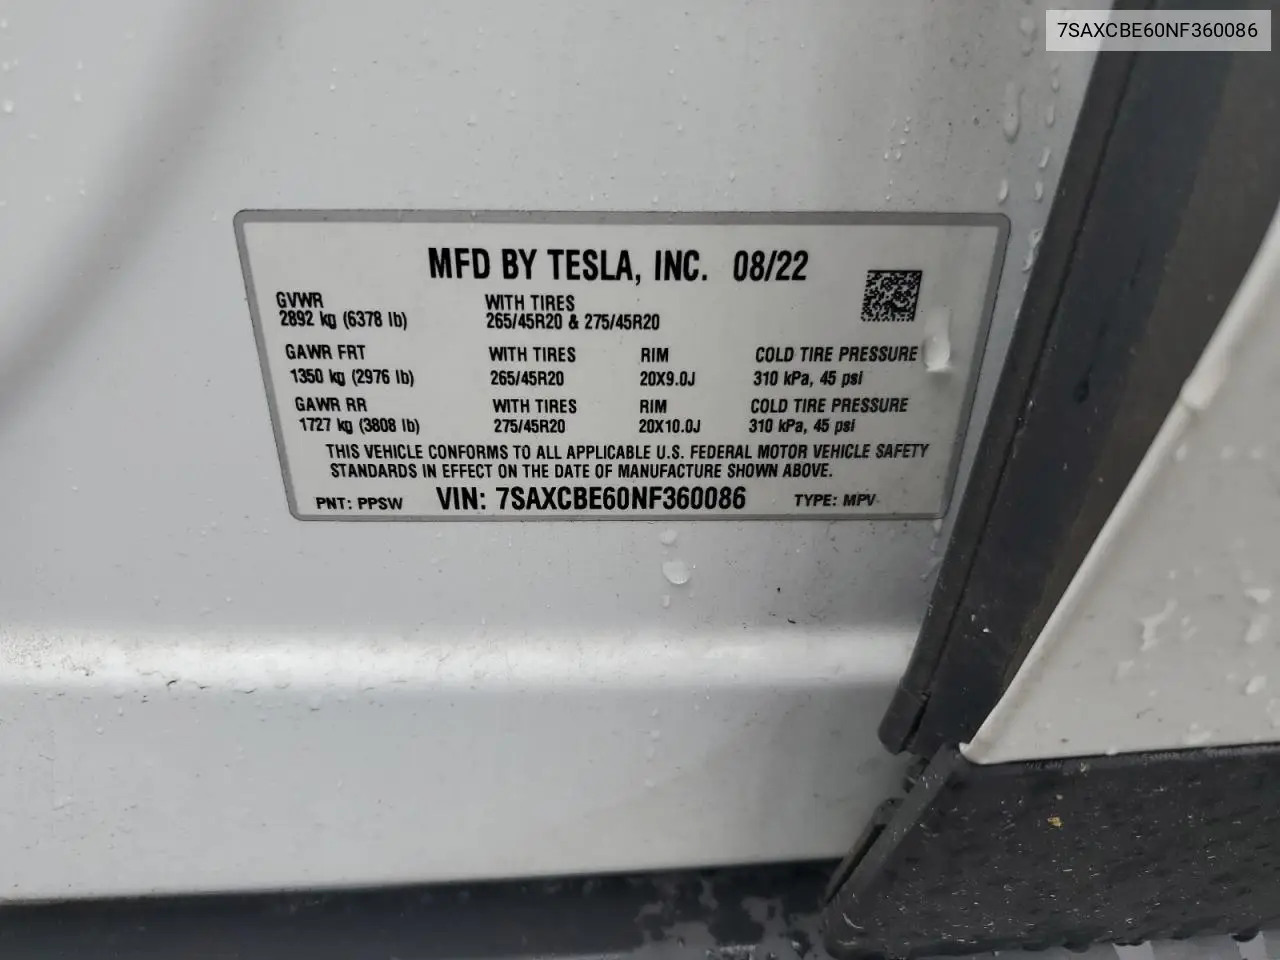 7SAXCBE60NF360086
MFD BY TESLA, INC. 08/22
GVWR WITH TIRES
2892 kg (6378 lb) 265/45R20 & 275/45R20
GAWR FRT WITH TIRES RIM COLD TIRE PRESSURE
1350 kg (2976 lb) 265/45R20 20X9.0J 310 kPa, 45 psi
GAWR RR WITH TIRES RIM COLD TIRE PRESSURE
1727 kg (3808 lb) 275/45R20 20X10.0J 310 kPa, 45 psi
THIS VEHICLE CONFORMS TO ALL APPLICABLE U.S. FEDERAL MOTOR VEHICLE SAFETY
STANDARDS IN EFFECT ON THE DATE OF MANUFACTURE SHOWN ABOVE.
PNT: PPSW VIN: 7SAXCBE60NF360086 TYPE: MPV